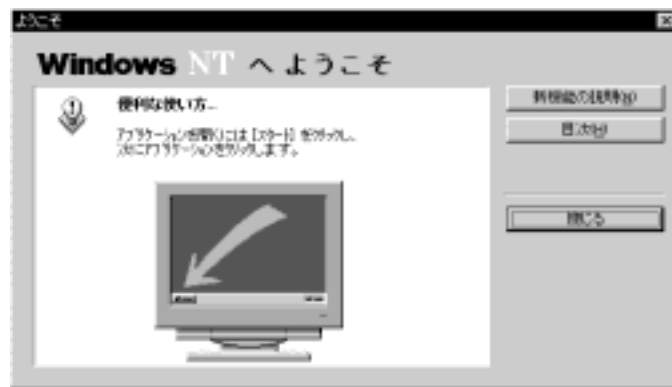 ようこそ
Windows NT へようこそ
便利な使い方...
アプリケーションを開くには [スタート] をクリックし、
次にアプリケーションをクリックします。
新機能の説明(N)
目次(H)
閉じる